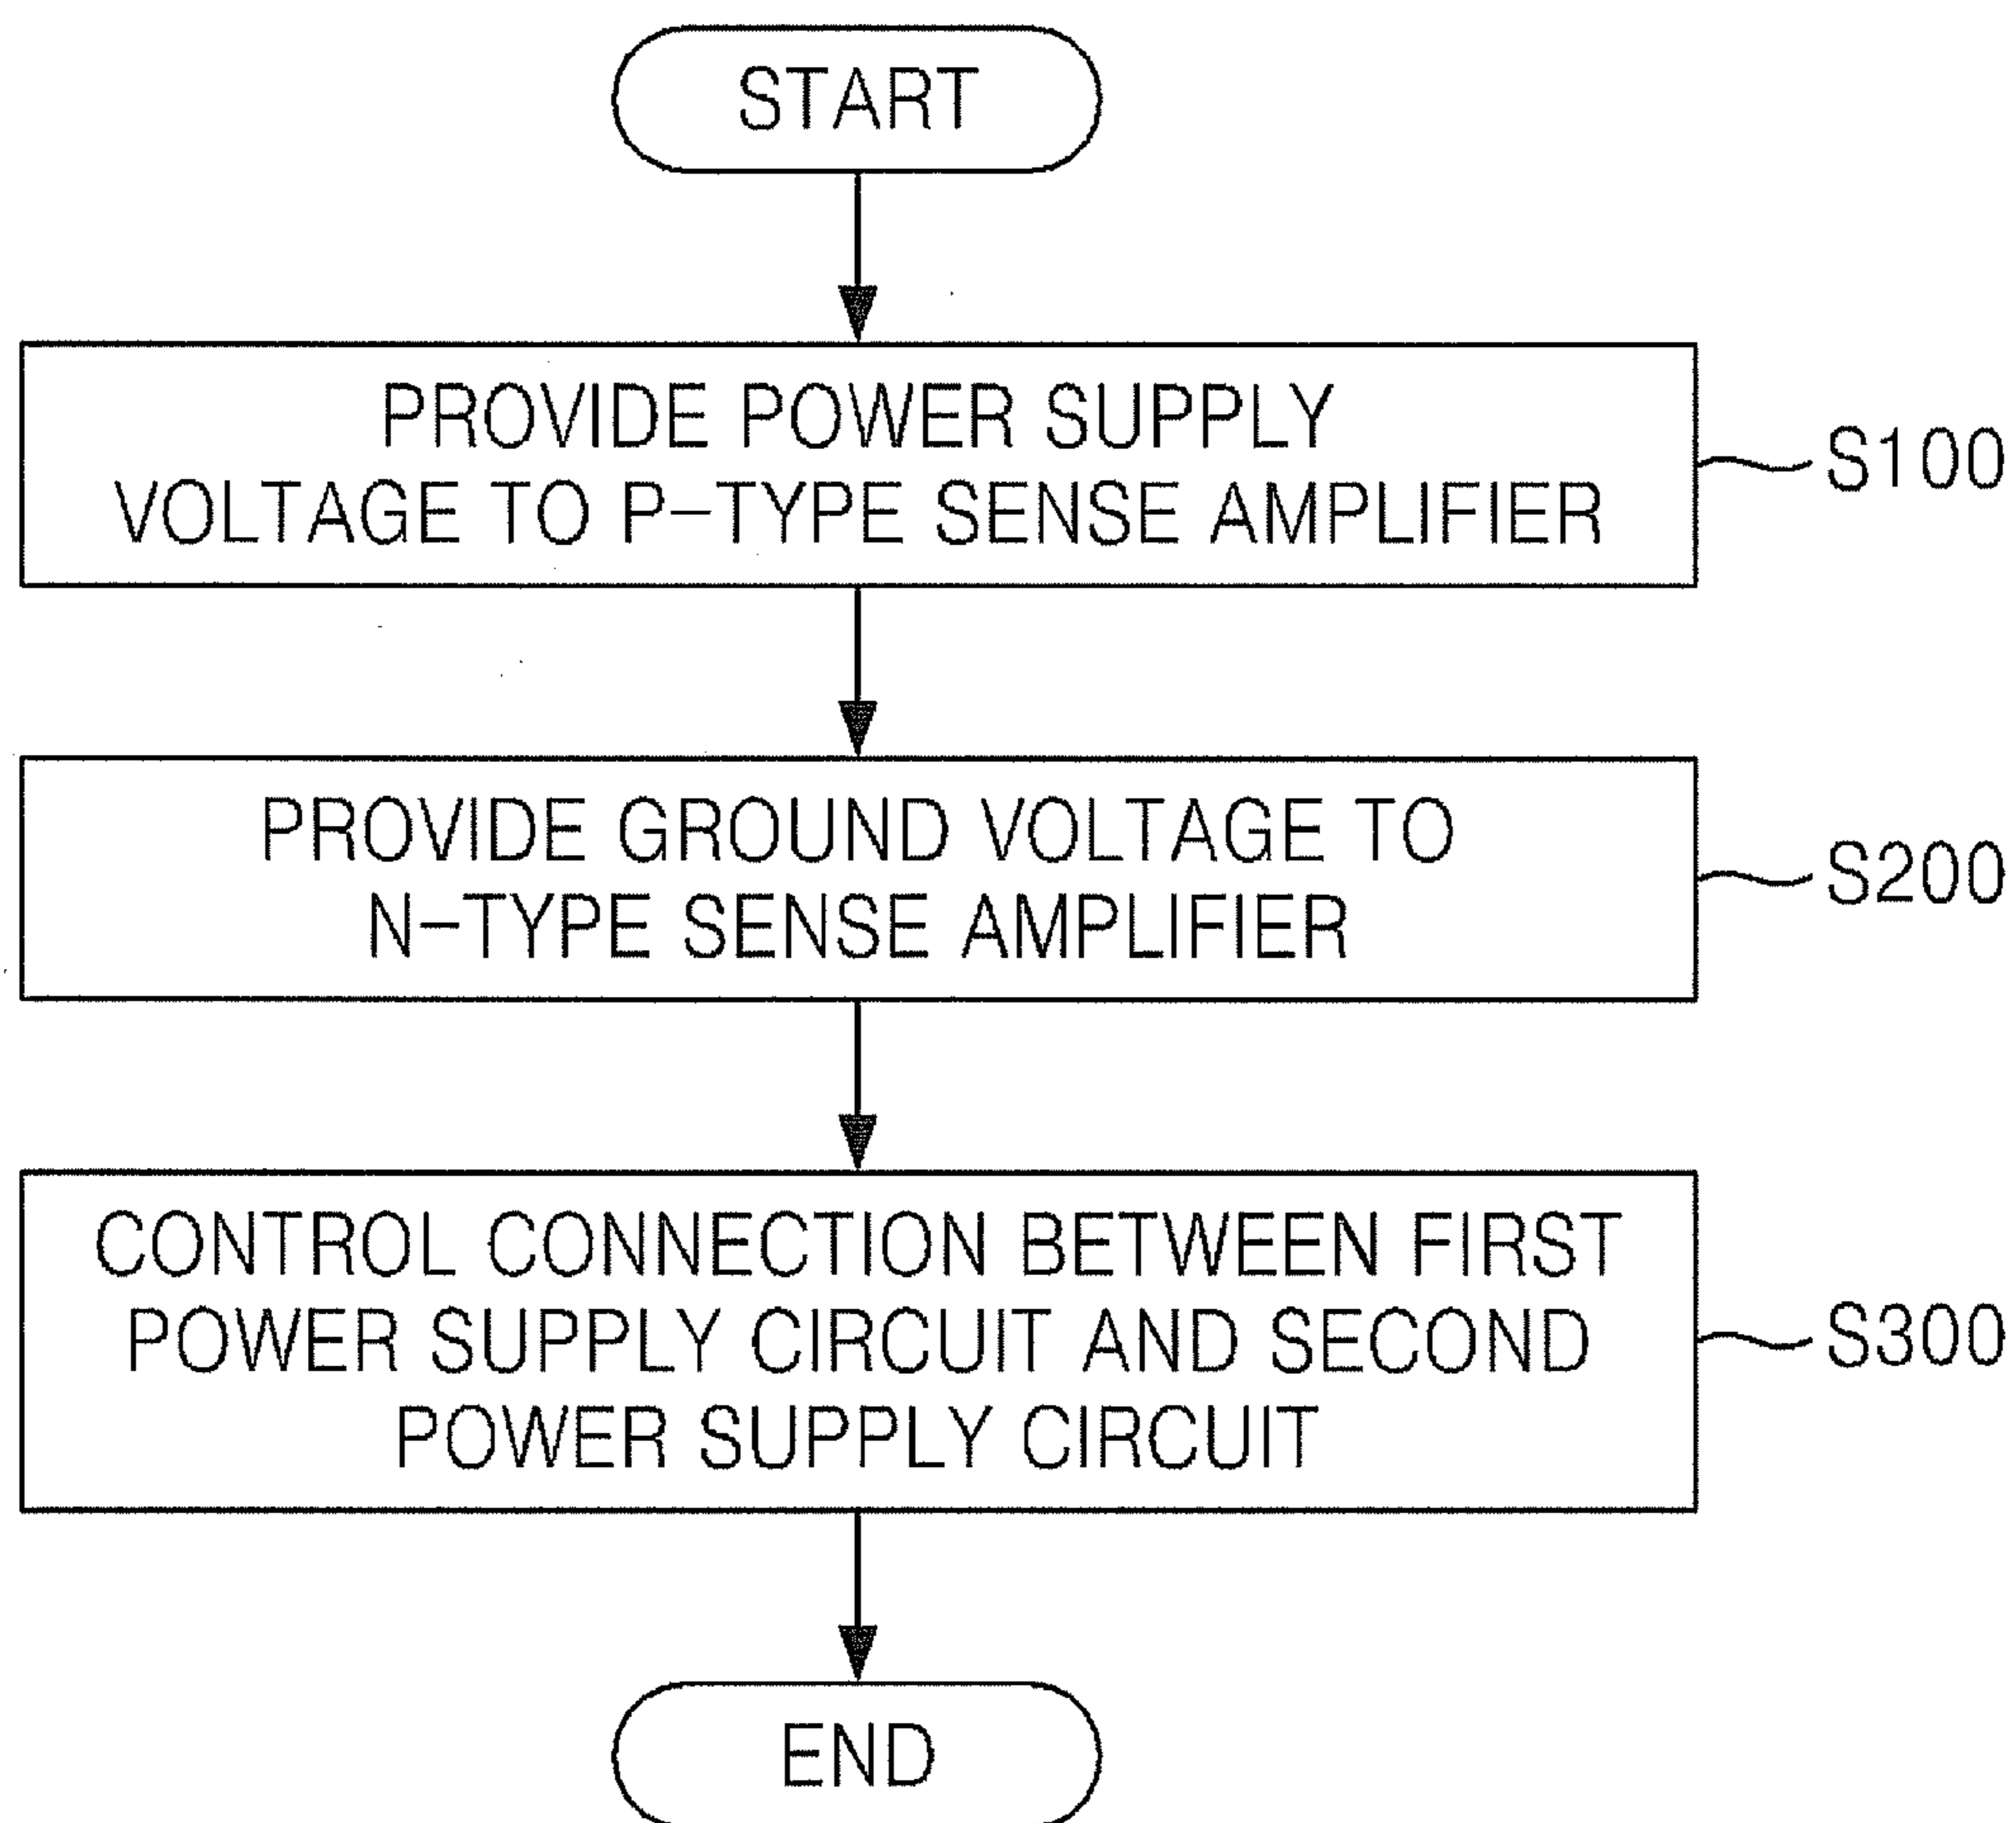 START
PROVIDE POWER SUPPLY
VOLTAGE TO P-TYPE SENSE AMPLIFIER
S100
PROVIDE GROUND VOLTAGE TO
N-TYPE SENSE AMPLIFIER
S200
CONTROL CONNECTION BETWEEN FIRST
POWER SUPPLY CIRCUIT AND SECOND
POWER SUPPLY CIRCUIT
S300
END